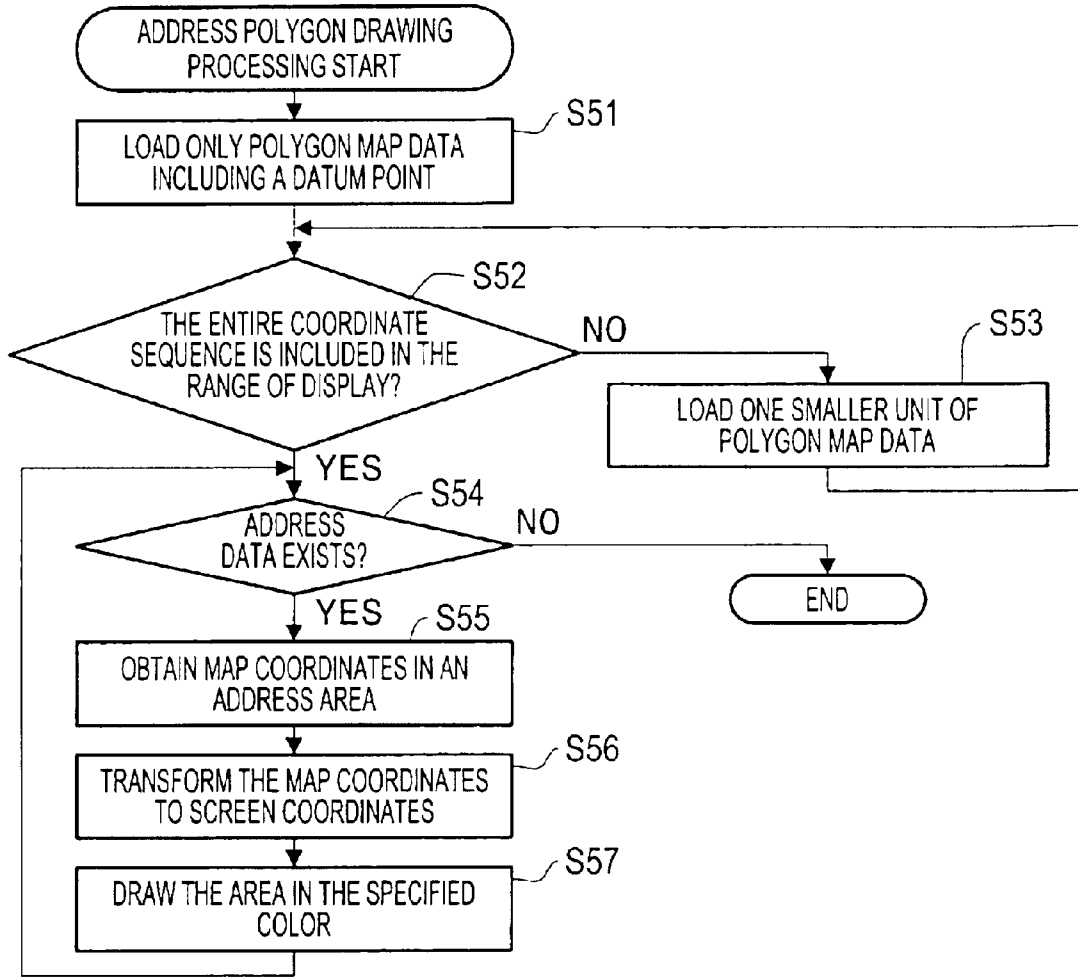 ADDRESS POLYGON DRAWING
PROCESSING START
S51
LOAD ONLY POLYGON MAP DATA
INCLUDING A DATUM POINT
S52
THE ENTIRE COORDINATE
SEQUENCE IS INCLUDED IN THE
RANGE OF DISPLAY?
NO
S53
LOAD ONE SMALLER UNIT OF
POLYGON MAP DATA
YES
S54
ADDRESS
DATA EXISTS?
NO
END
YES
S55
OBTAIN MAP COORDINATES IN AN
ADDRESS AREA
S56
TRANSFORM THE MAP COORDINATES
TO SCREEN COORDINATES
S57
DRAW THE AREA IN THE SPECIFIED
COLOR